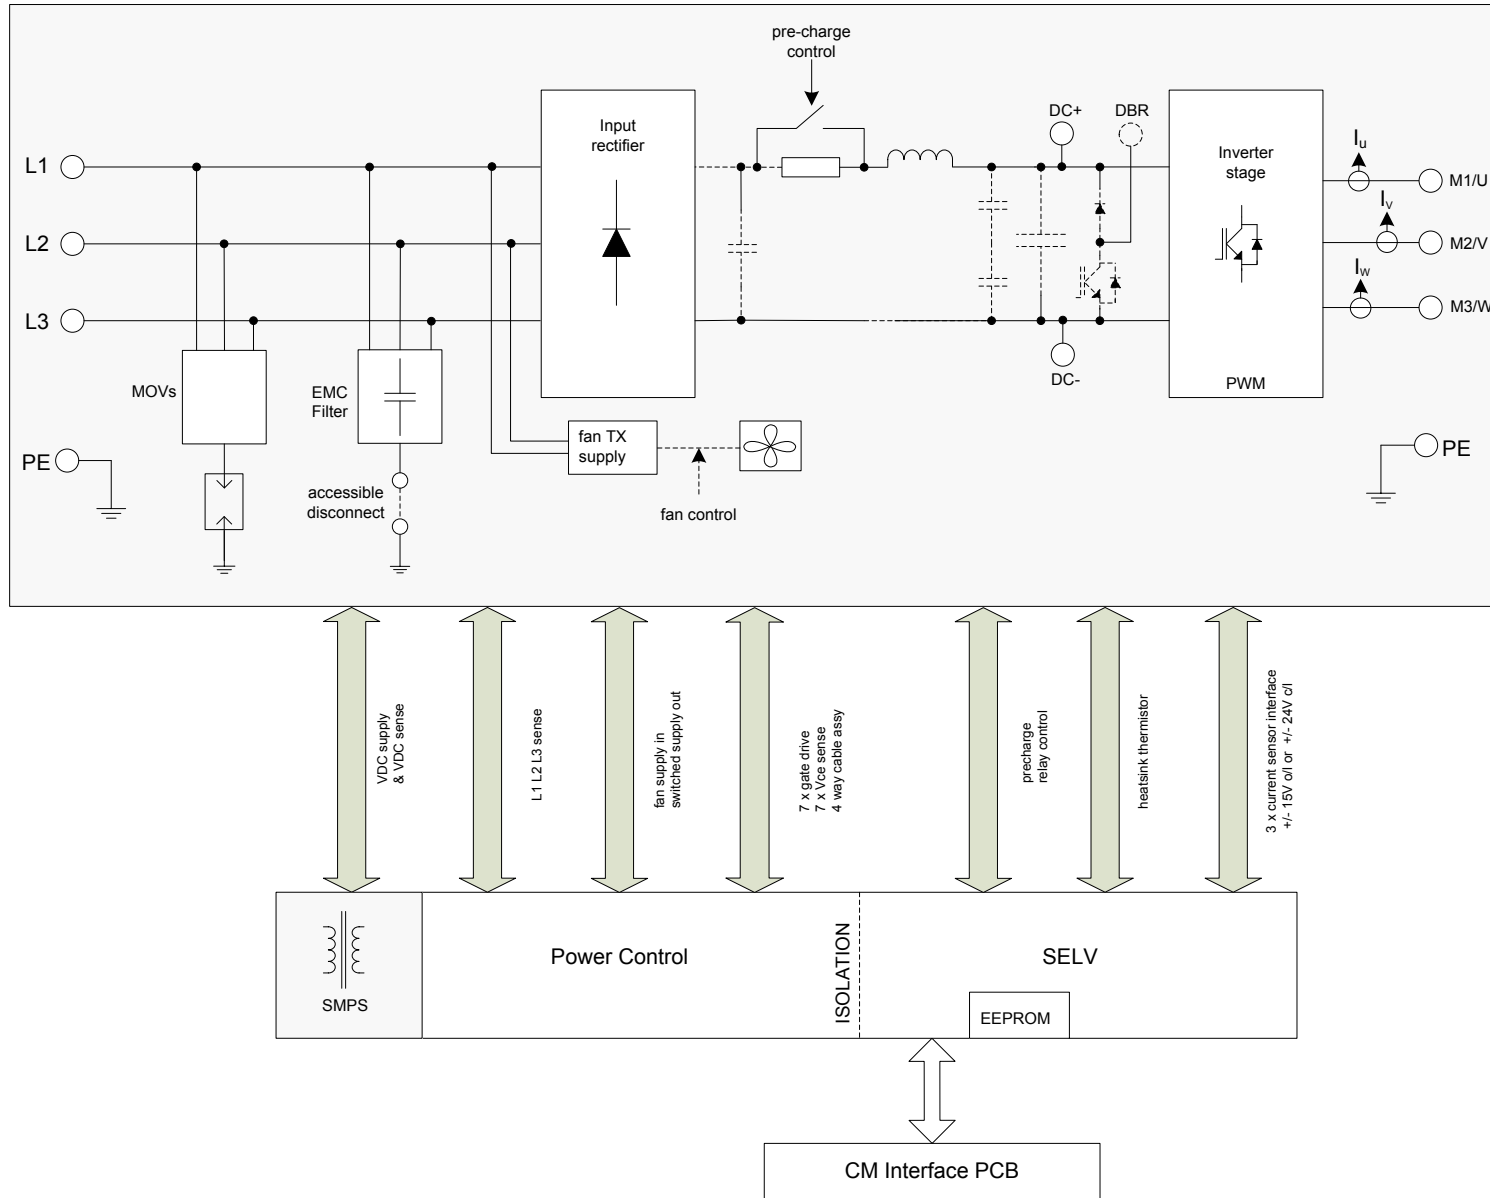 pre-charge
control
DC+
DBR
Input
rectifier
Inverter
stage
Iu
L1
M1/U
IV
L2
M2/V
IW
L3
M3/W
MOVs
EMC
Filter
DC-
PWM
fan TX
supply
PE
PE
accessible
disconnect
fan control
VDC supply
& VDC sense
L1 L2 L3 sense
fan supply in
switched supply out
7 x gate drive
7 x Vce sense
4 way cable assy
precharge
relay control
heatsink thermistor
3 x current sensor interface
+/- 15V o/l or +/- 24V c/l
SMPS
Power Control
ISOLATION
SELV
EEPROM
CM Interface PCB